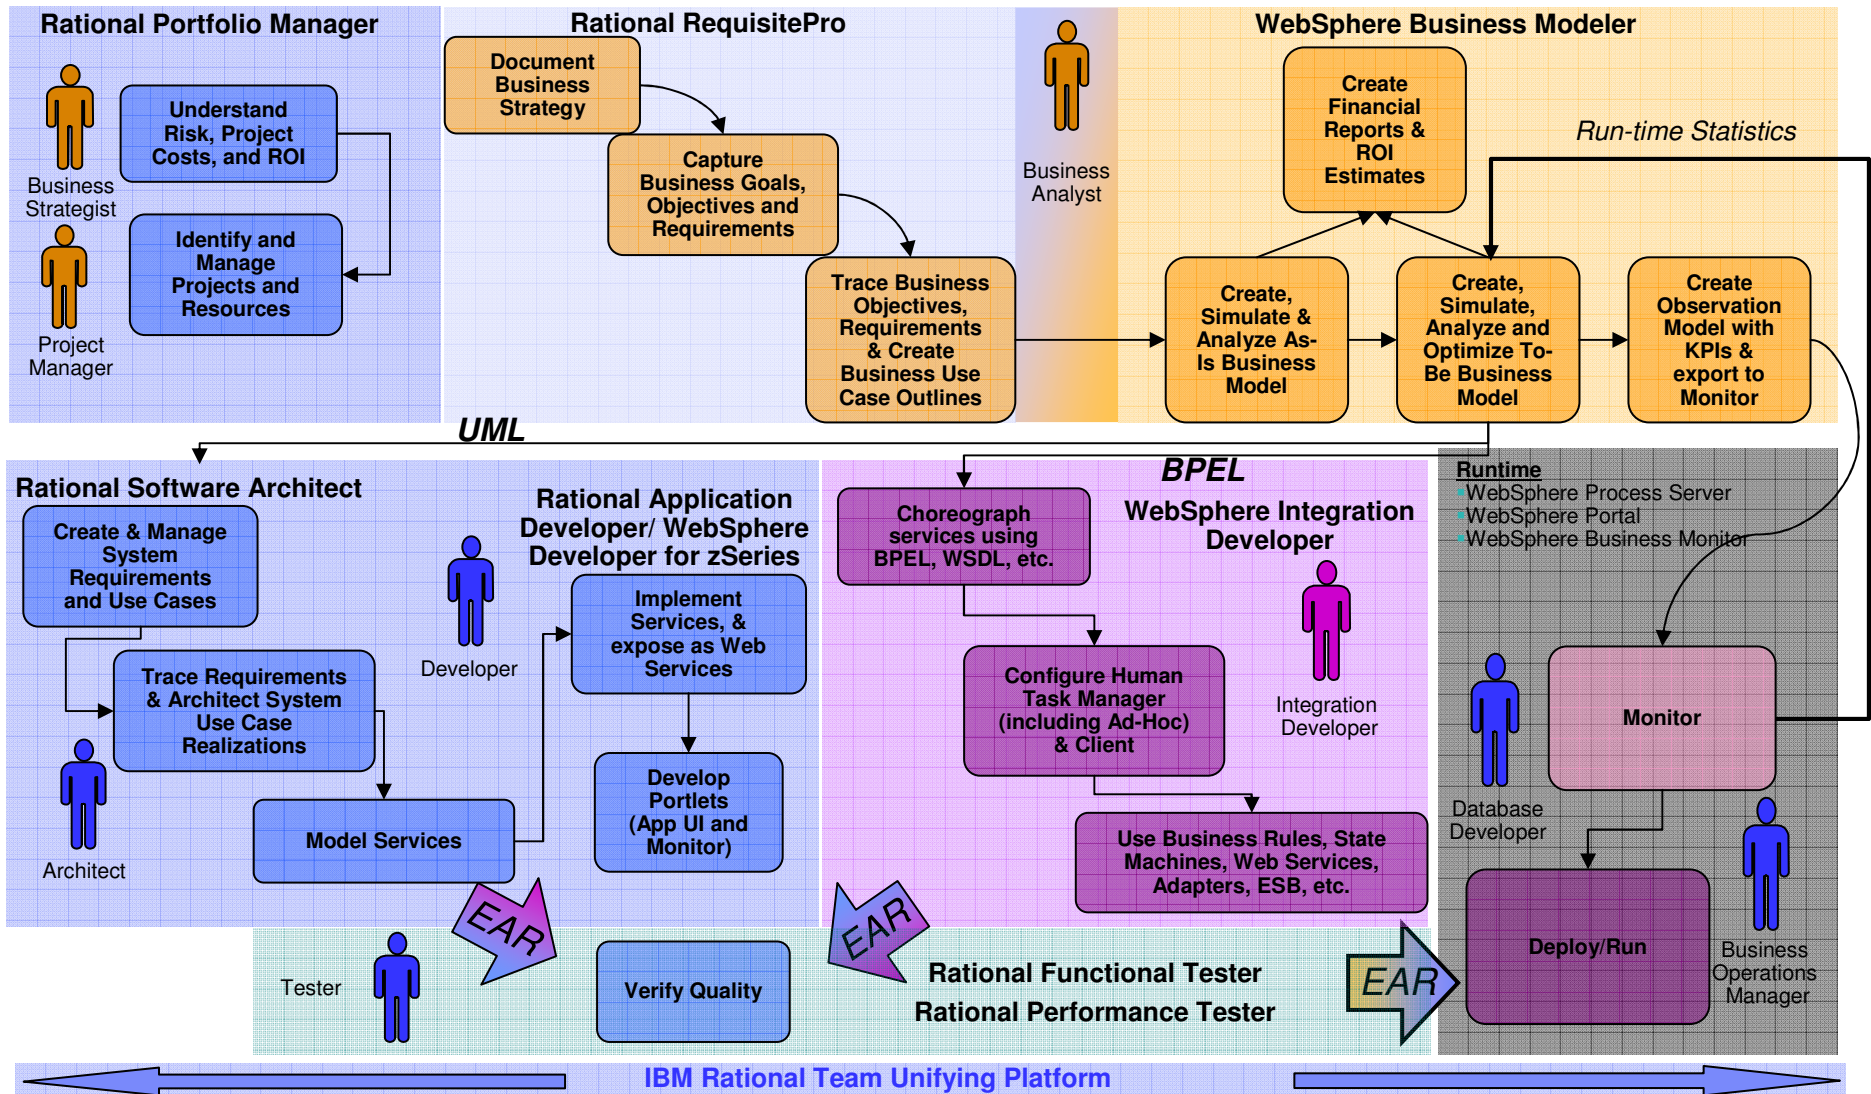 Rational Portfolio Manager
Business
Strategist
Understand
Risk, Project
Costs, and ROI
Project
Manager
Identify and
Manage
Projects and
Resources
Rational RequisitePro
Document
Business
Strategy
Capture
Business Goals,
Objectives and
Requirements
Trace Business
Objectives,
Requirements
& Create
Business Use
Case Outlines
Business
Analyst
WebSphere Business Modeler
Create
Financial
Reports &
ROI
Estimates
Run-time Statistics
Create,
Simulate &
Analyze As-
Is Business
Model
Create,
Simulate,
Analyze and
Optimize To-
Be Business
Model
Create
Observation
Model with
KPIs &
export to
Monitor
UML
BPEL
Rational Software Architect
Create & Manage
System
Requirements
and Use Cases
Trace Requirements
& Architect System
Use Case
Realizations
Architect
Model Services
Developer
Rational Application
Developer/ WebSphere
Developer for zSeries
Implement
Services, &
expose as Web
Services
Develop
Portlets
(App UI and
Monitor)
Choreograph
services using
BPEL, WSDL, etc.
WebSphere Integration
Developer
Integration
Developer
Configure Human
Task Manager
(including Ad-Hoc)
& Client
Use Business Rules, State
Machines, Web Services,
Adapters, ESB, etc.
Runtime
WebSphere Process Server
WebSphere Portal
WebSphere Business Monitor
Monitor
Database
Developer
Deploy/Run
Business
Operations
Manager
EAR
EAR
EAR
Tester
Verify Quality
Rational Functional Tester
Rational Performance Tester
IBM Rational Team Unifying Platform